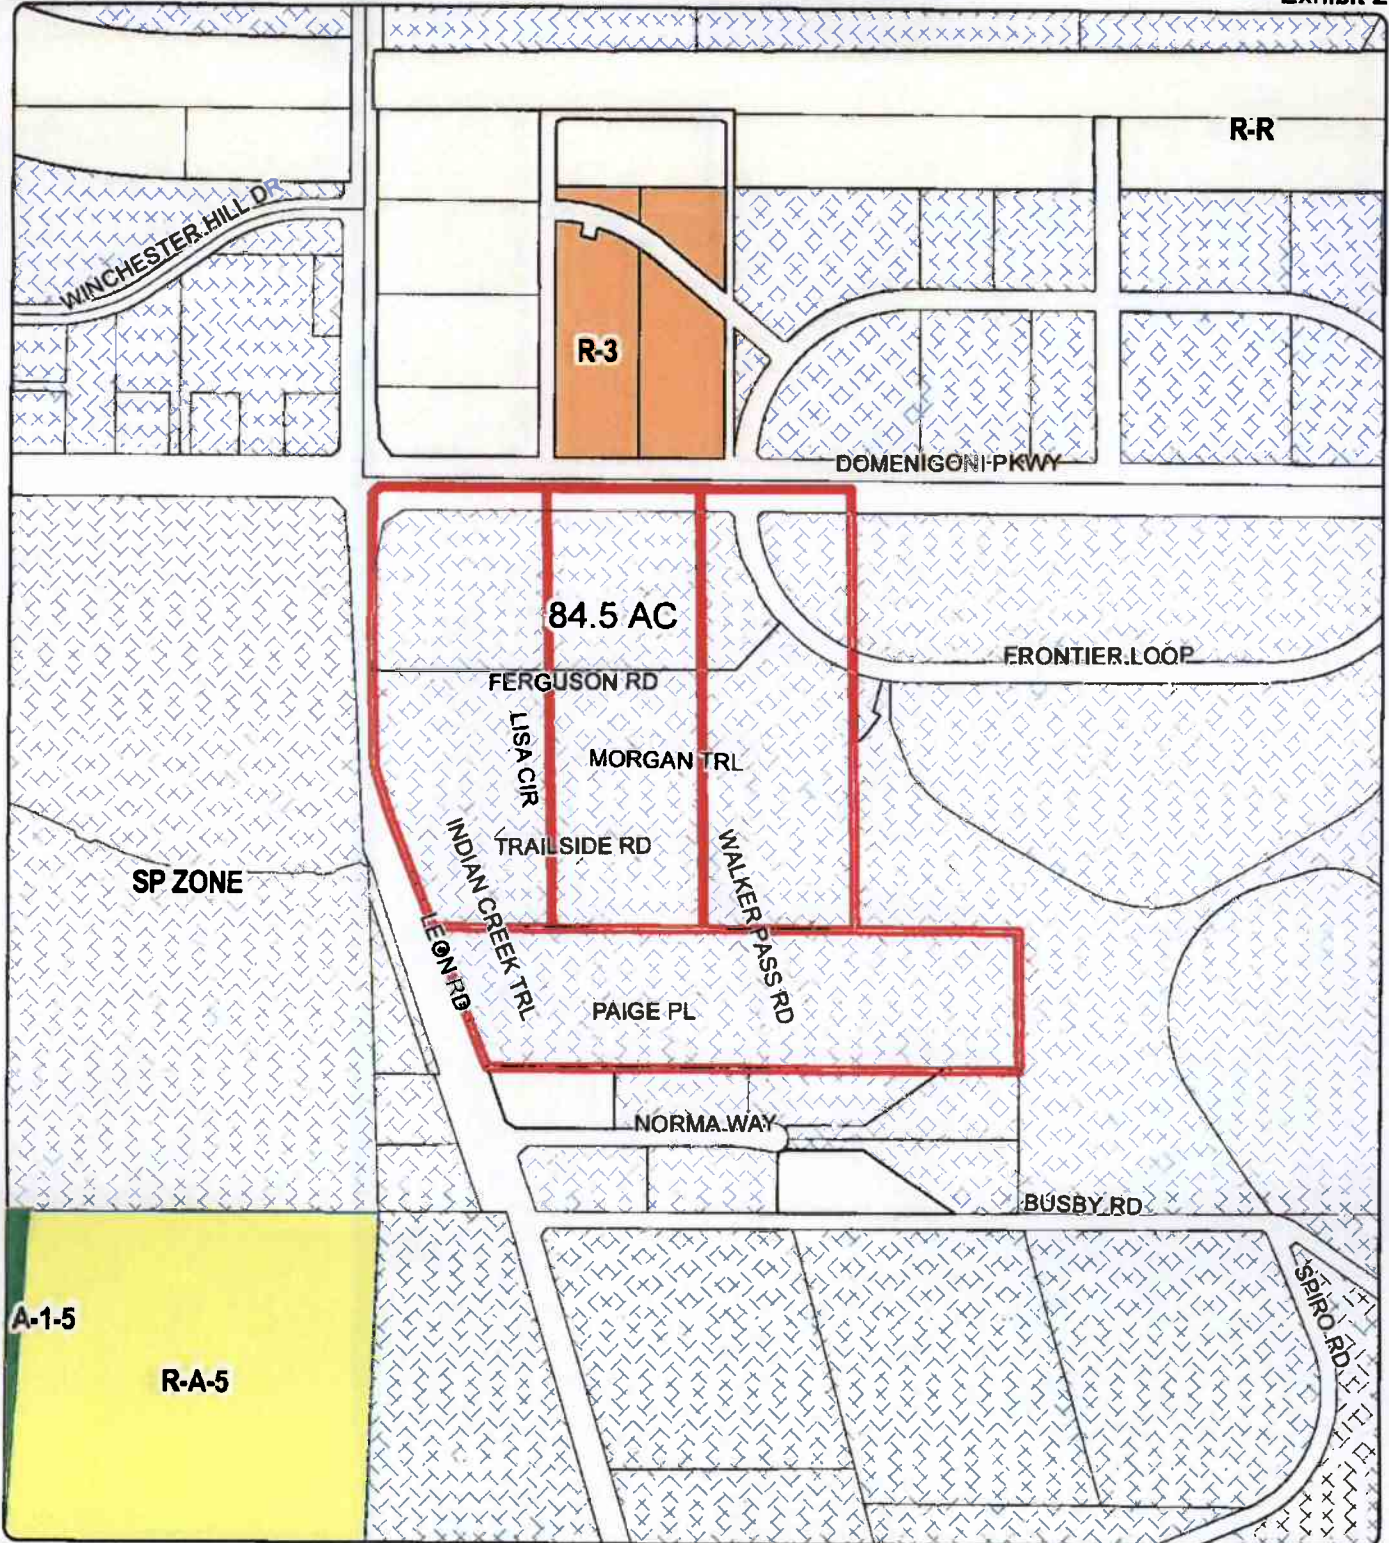 Exhibit 2
R-R
WINCHESTER HILL DR
R-3
DOMENIGONI PKWY
84.5 AC
FRONTIER LOOP
FERGUSON RD
LISA CIR
MORGAN TRL
TRAILSIDE RD
INDIAN CREEK TRL
WALKER PASS RD
SP ZONE
LEON RD
PAIGE PL
NORMA WAY
BUSBY RD
SPIRO RD
A-1-5
R-A-5